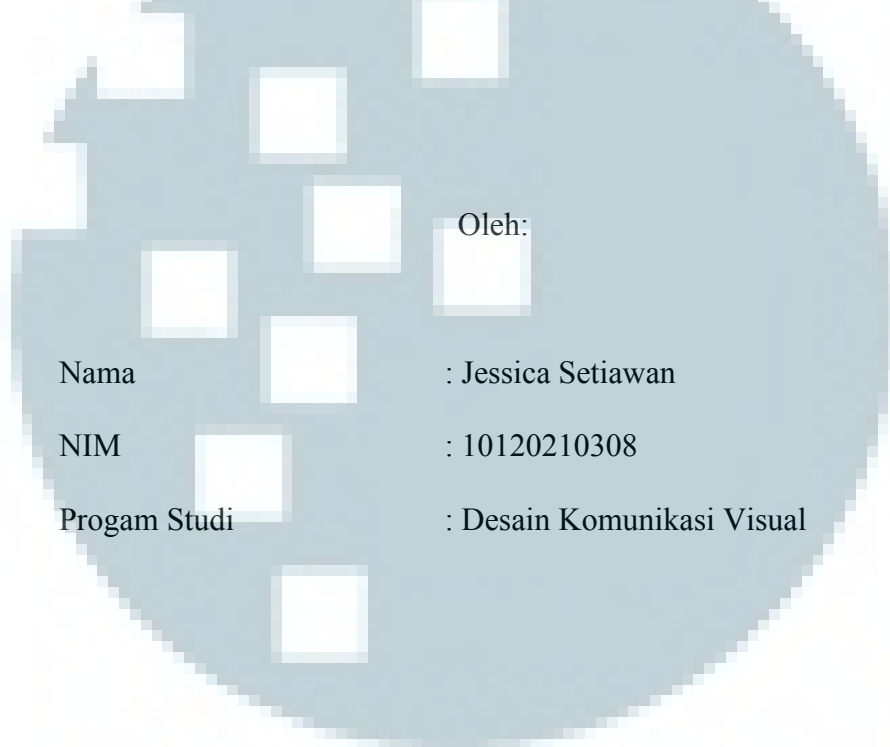 Oleh:
Nama : Jessica Setiawan
NIM : 10120210308
Progam Studi : Desain Komunikasi Visual